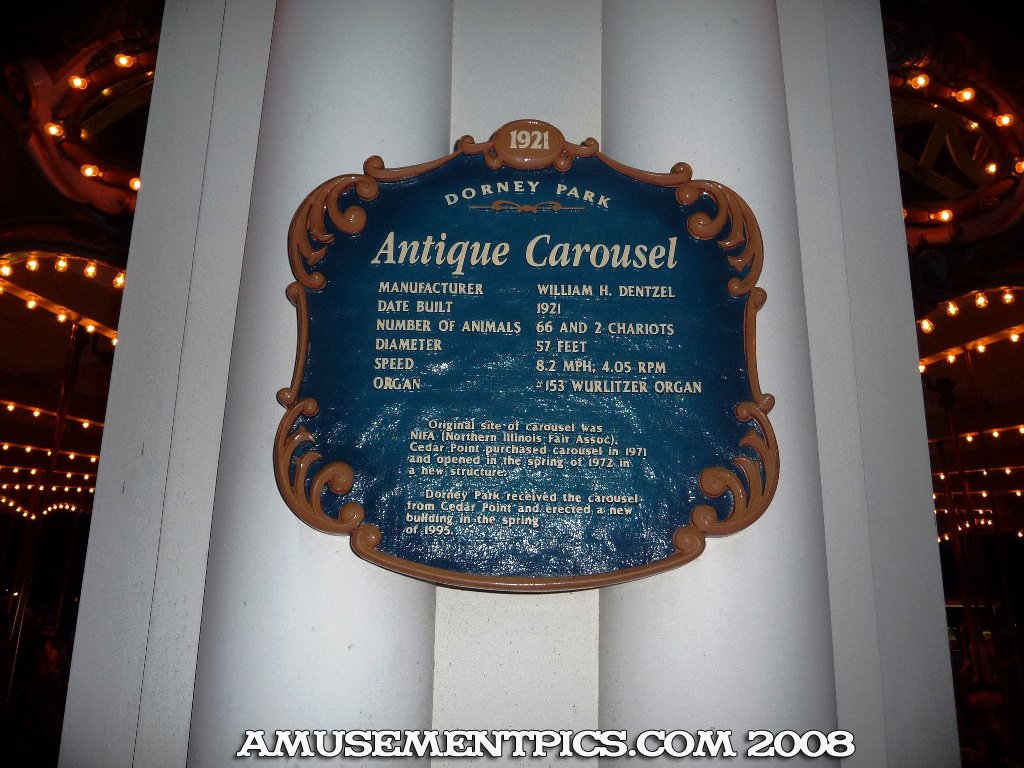 1921
DORNEY PARK
Antique Carousel
MANUFACTURER WILLIAM H. DENTZEL
DATE BUILT 1921
NUMBER OF ANIMALS 66 AND 2 CHARIOTS
DIAMETER 57 FEET
SPEED 8.2 MPH; 4.05 RPM
ORGAN #153 WURLITZER ORGAN
Original site of carousel was
NIFA (Northern Illinois Fair Assoc).
Cedar Point purchased carousel in 1971
and opened in the spring of 1972 in
a new structure.
Dorney Park received the carousel
from Cedar Point and erected a new
building in the spring
of 1995.
AMUSEMENTPICS.COM 2008